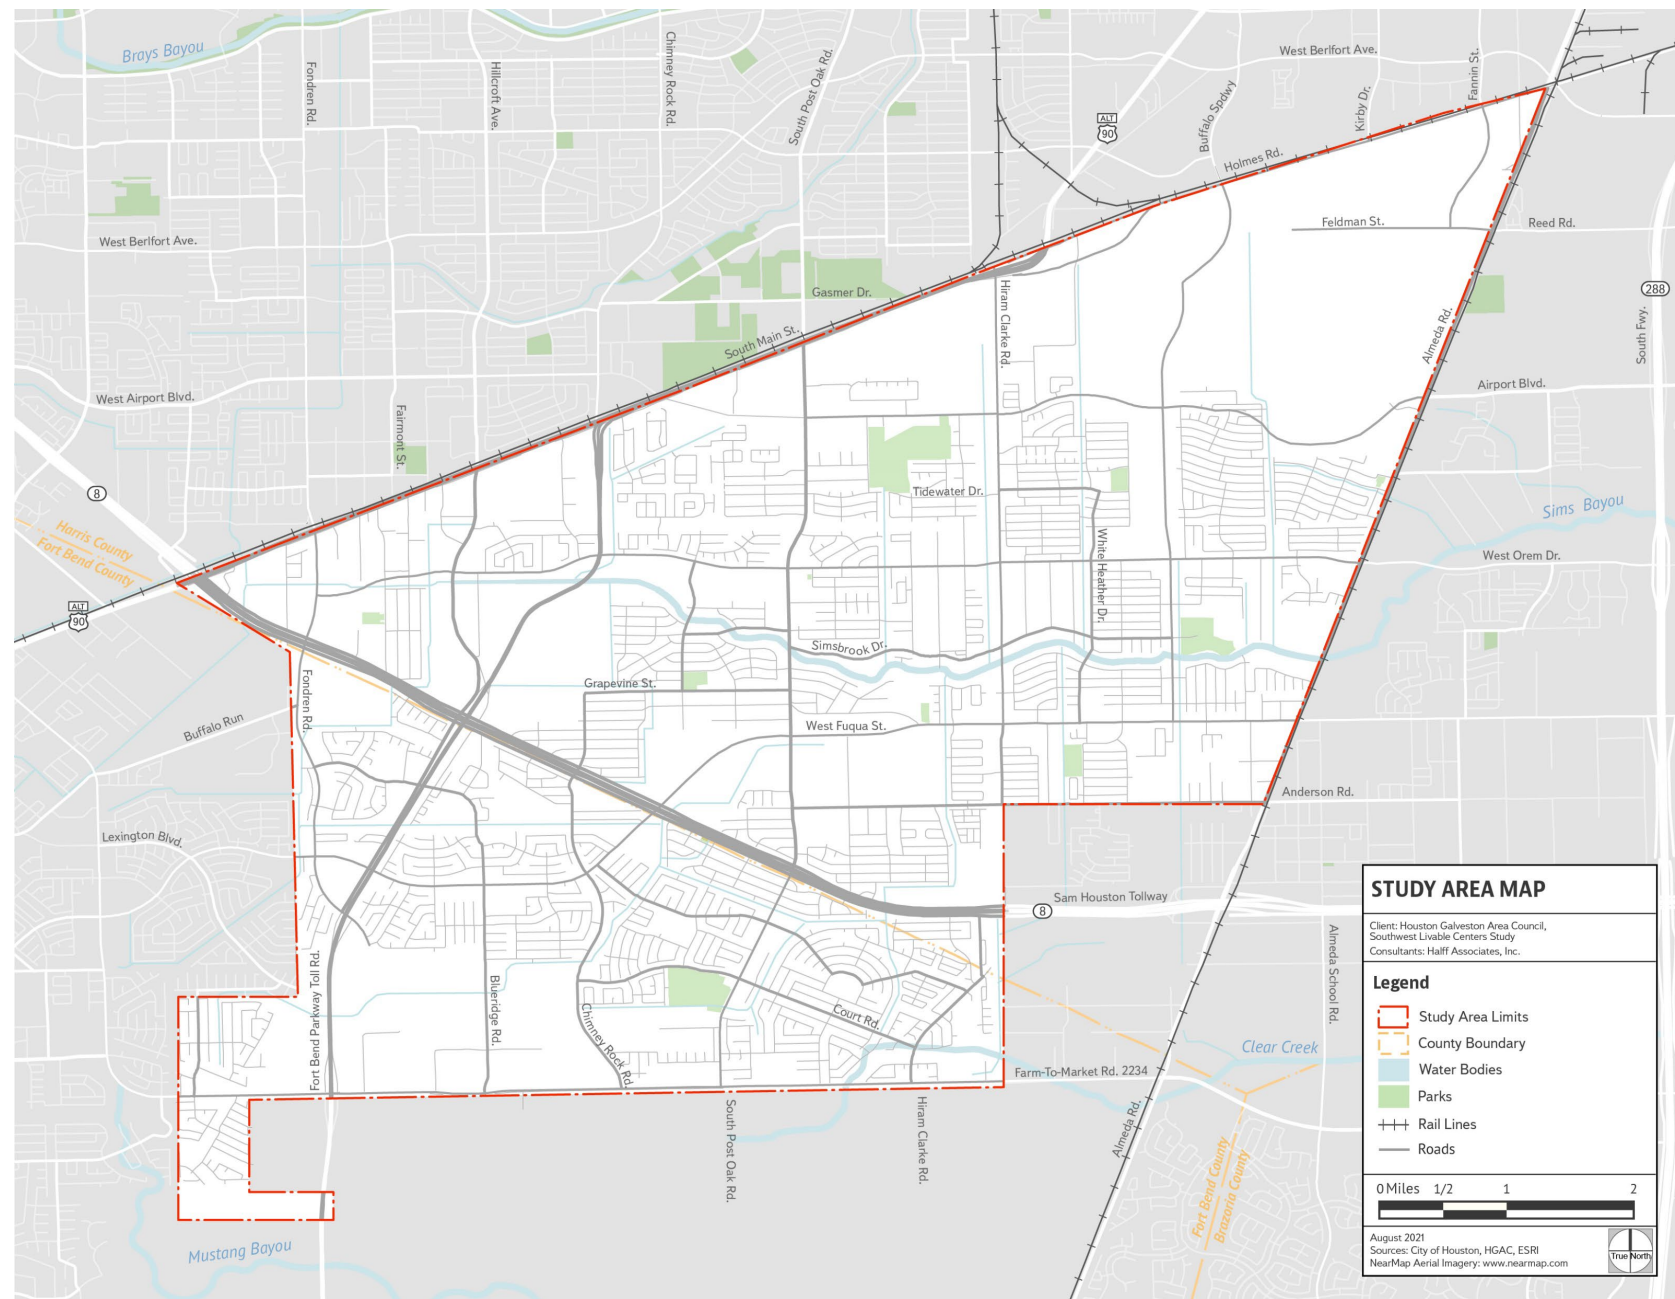 Brays Bayou
Fondren Rd.
Hillcroft Ave.
Chimney Rock Rd.
South Post Oak Rd.
ALT
90
Buffalo Spdwy
West Berlfort Ave.
Kirby Dr.
Fannin St.
Holmes Rd.
West Berlfort Ave.
Feldman St.
Reed Rd.
Gasmer Dr.
Hiram Clarke Rd.
288
South Fwy.
South Main St.
Almeda Rd.
West Airport Blvd.
Fairmont St.
Airport Blvd.
8
Tidewater Dr.
Sims Bayou
Harris County
Fort Bend County
White Heather Dr.
West Orem Dr.
ALT
90
Simsbrook Dr.
Fondren Rd.
Grapevine St.
Buffalo Run
West Fuqua St.
Anderson Rd.
Lexington Blvd.
Sam Houston Tollway
8
Fort Bend Parkway Toll Rd.
Blueridge Rd.
Chimney Rock Rd.
Court Rd.
Almeda School Rd.
Clear Creek
Farm-To-Market Rd. 2234
South Post Oak Rd.
Hiram Clarke Rd.
Almeda Rd.
Fort Bend County
Brazoria County
Mustang Bayou
STUDY AREA MAP
Client: Houston Galveston Area Council,
Southwest Livable Centers Study
Consultants: Halff Associates, Inc.
Legend
Study Area Limits
County Boundary
Water Bodies
Parks
Rail Lines
Roads
0 Miles 1/2 1 2
August 2021
Sources: City of Houston, HGAC, ESRI
NearMap Aerial Imagery: www.nearmap.com
True North